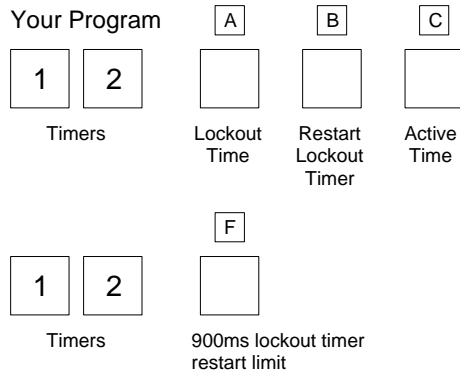 Your Program A B C
1 2
Timers Lockout Time Restart Lockout Timer Active Time
F
1 2
Timers 900ms lockout timer
restart limit